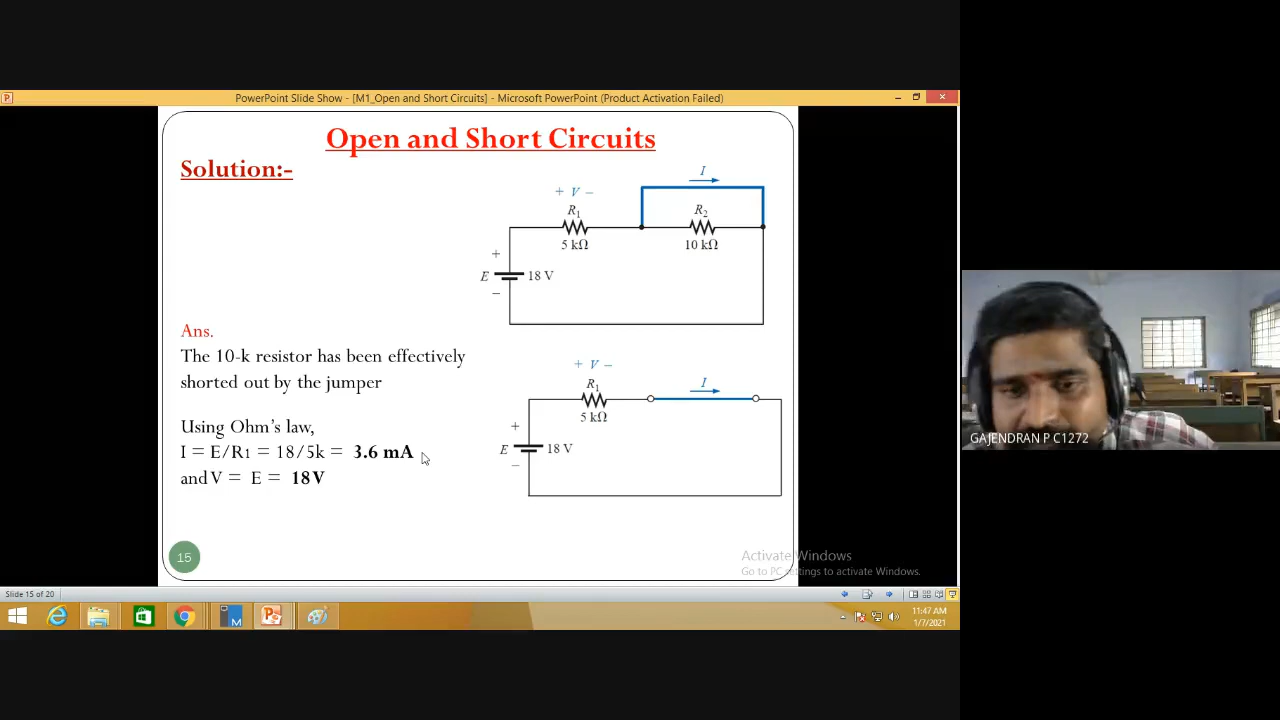 PowerPoint Slide Show - [M1_Open and Short Circuits] - Microsoft PowerPoint (Product Activation Failed)
Open and Short Circuits
Solution:-
I
+ V –
R1
R2
5 kΩ
10 kΩ
+
E
18 V
–
Ans.
The 10-k resistor has been effectively
shorted out by the jumper
Using Ohm's law,
I = E/R1 = 18/5k = 3.6 mA
and V = E = 18V
+ V –
I
R1
5 kΩ
+
E
18 V
–
GAJENDRAN P C1272
15
Activate Windows
Go to PC settings to activate Windows.
Slide 15 of 20
11:47 AM
1/7/2021